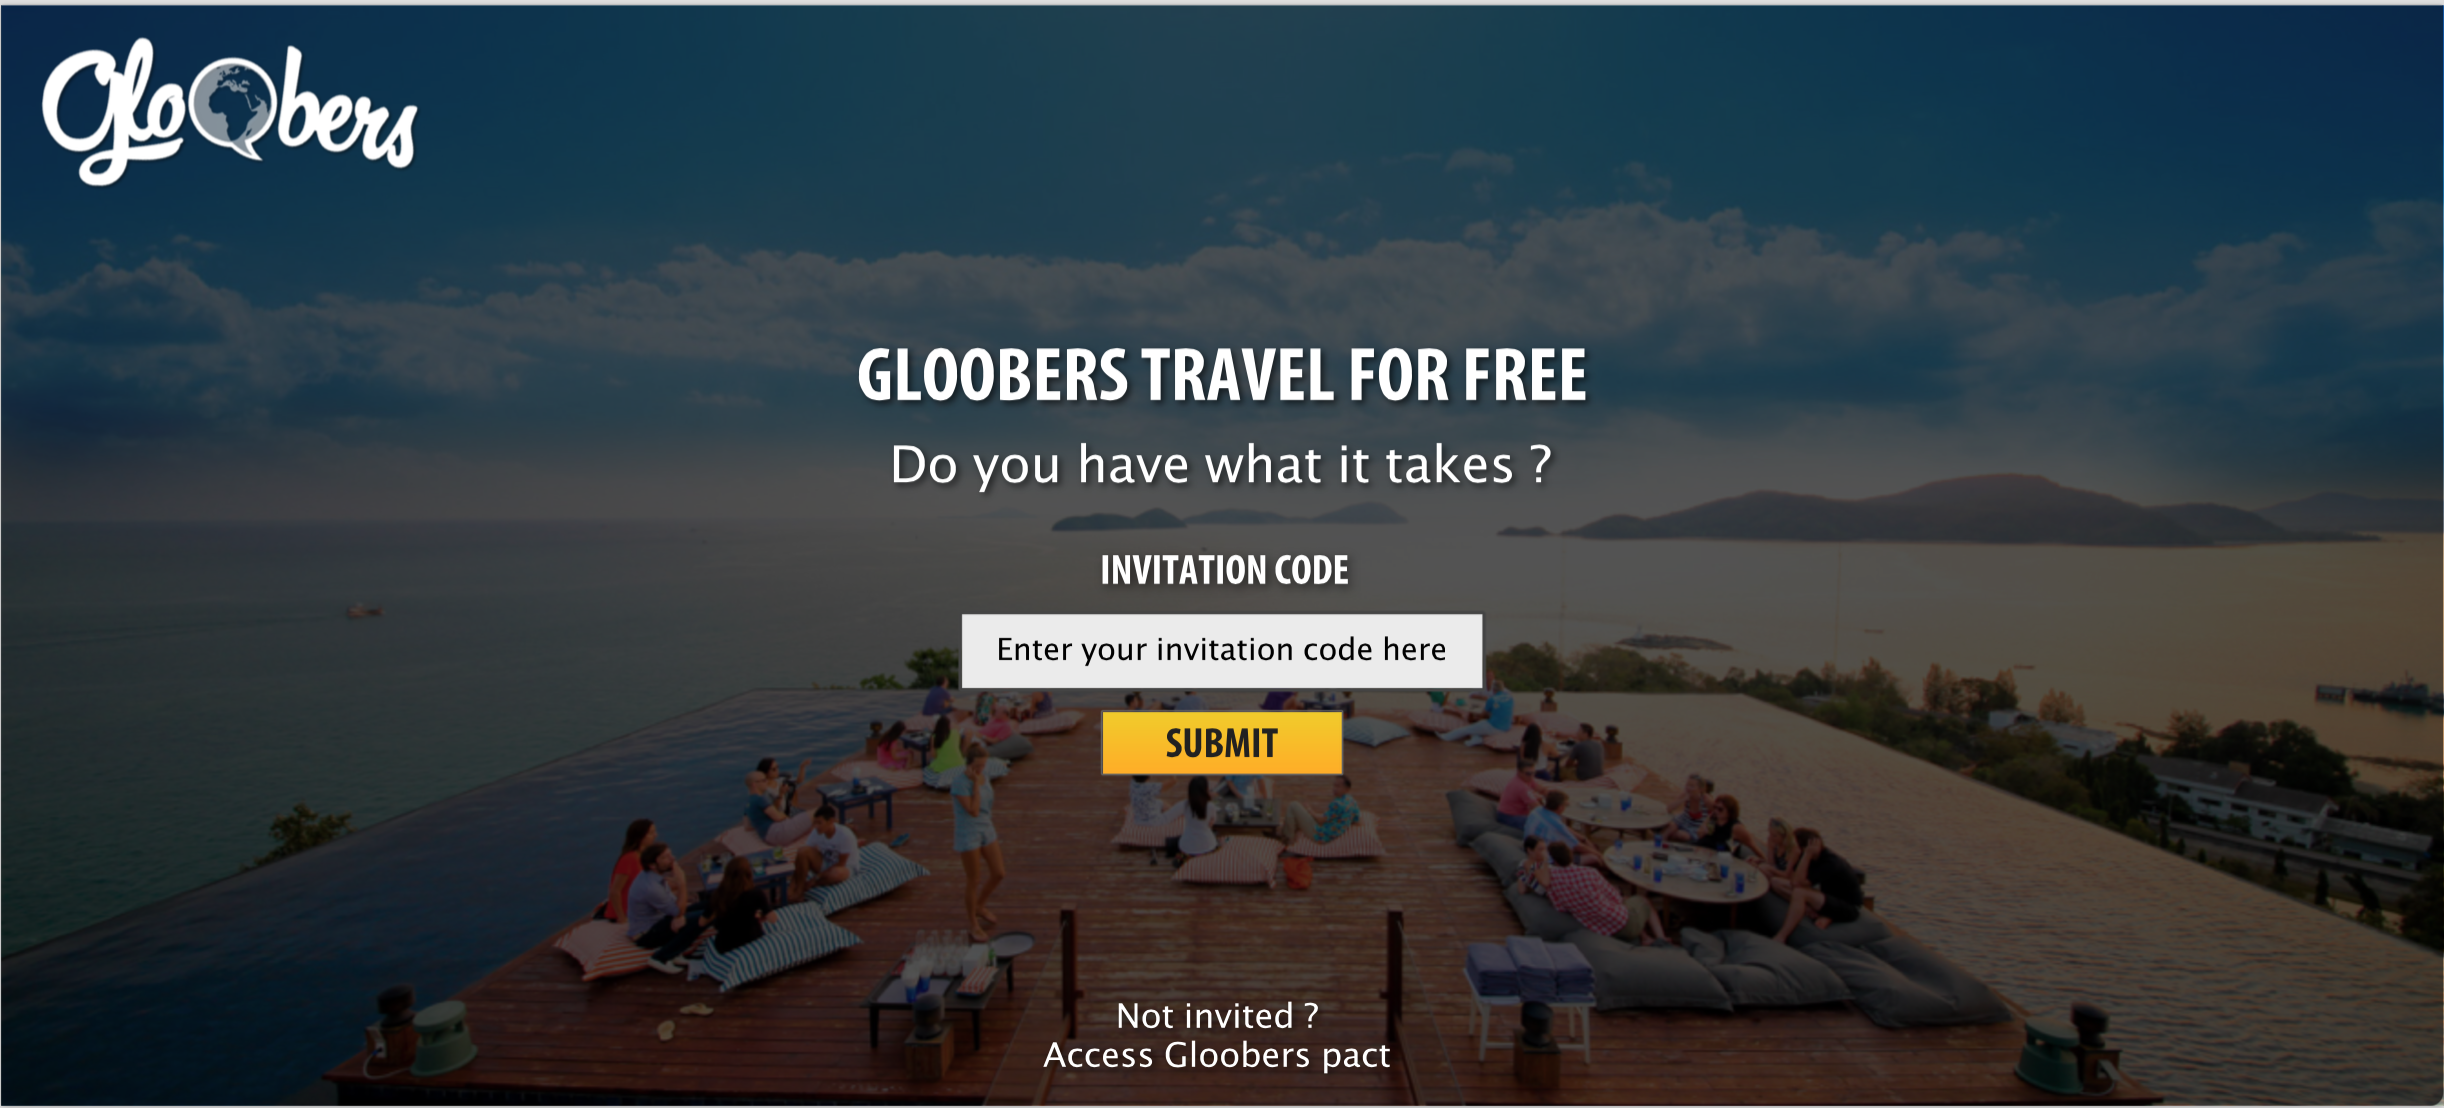 Gloobers
GLOOBERS TRAVEL FOR FREE
Do you have what it takes ?
INVITATION CODE
Enter your invitation code here
SUBMIT
Not invited ?
Access Gloobers pact